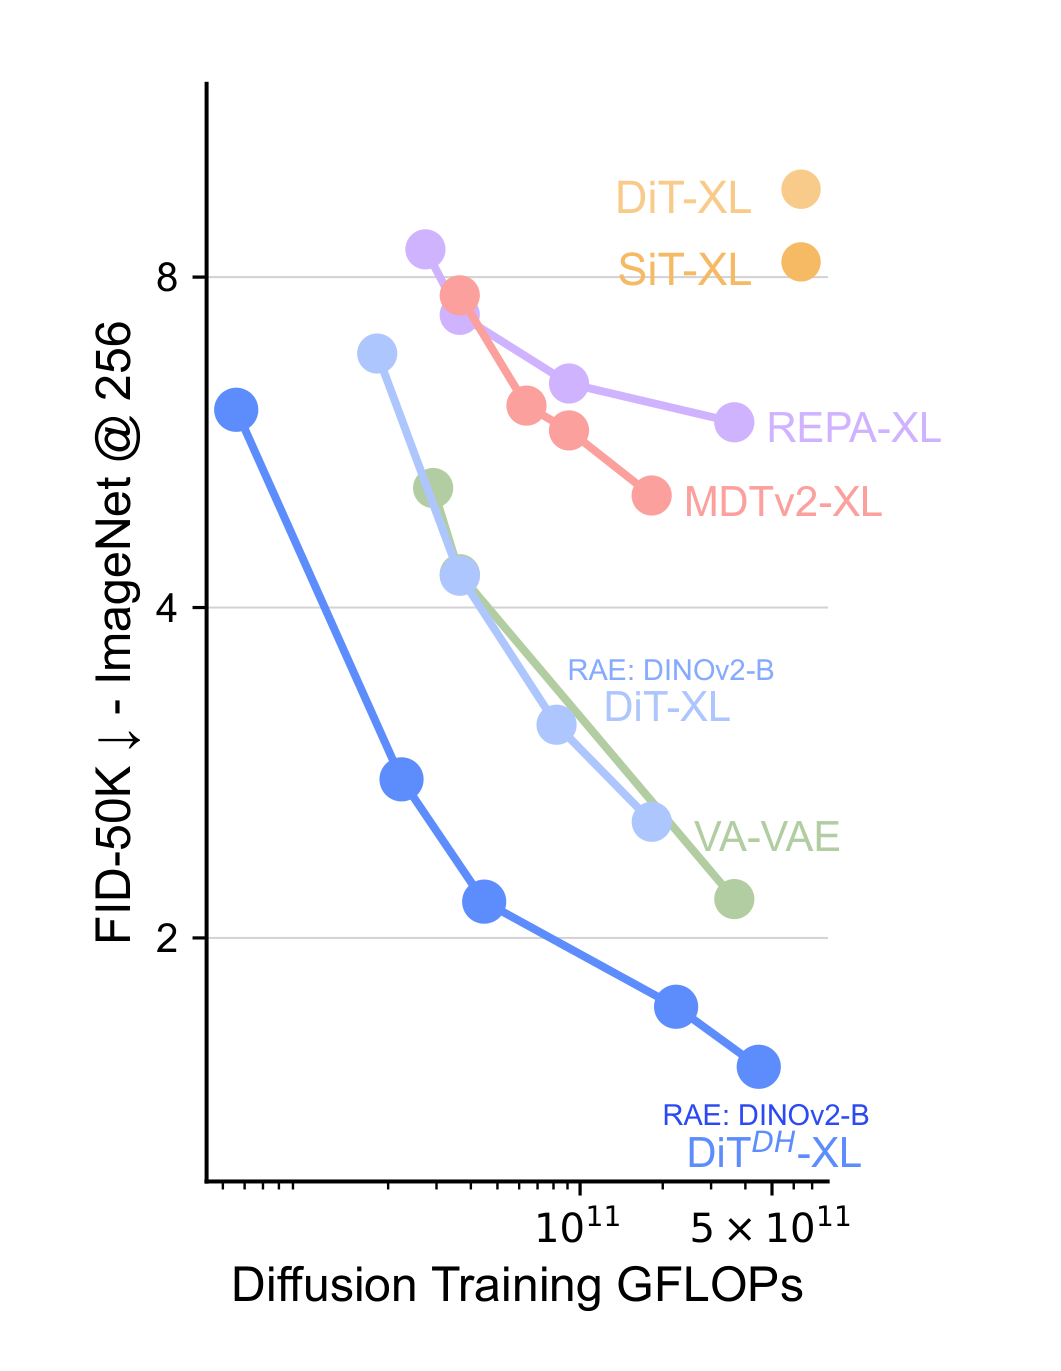 DiT-XL
SiT-XL
8
REPA-XL
MDTv2-XL
4
RAE: DINOv2-B
DiT-XL
VA-VAE
2
RAE: DINOv2-B
DiT^DH-XL
10^11
5 × 10^11
Diffusion Training GFLOPs
FID-50K ↓ - ImageNet @ 256